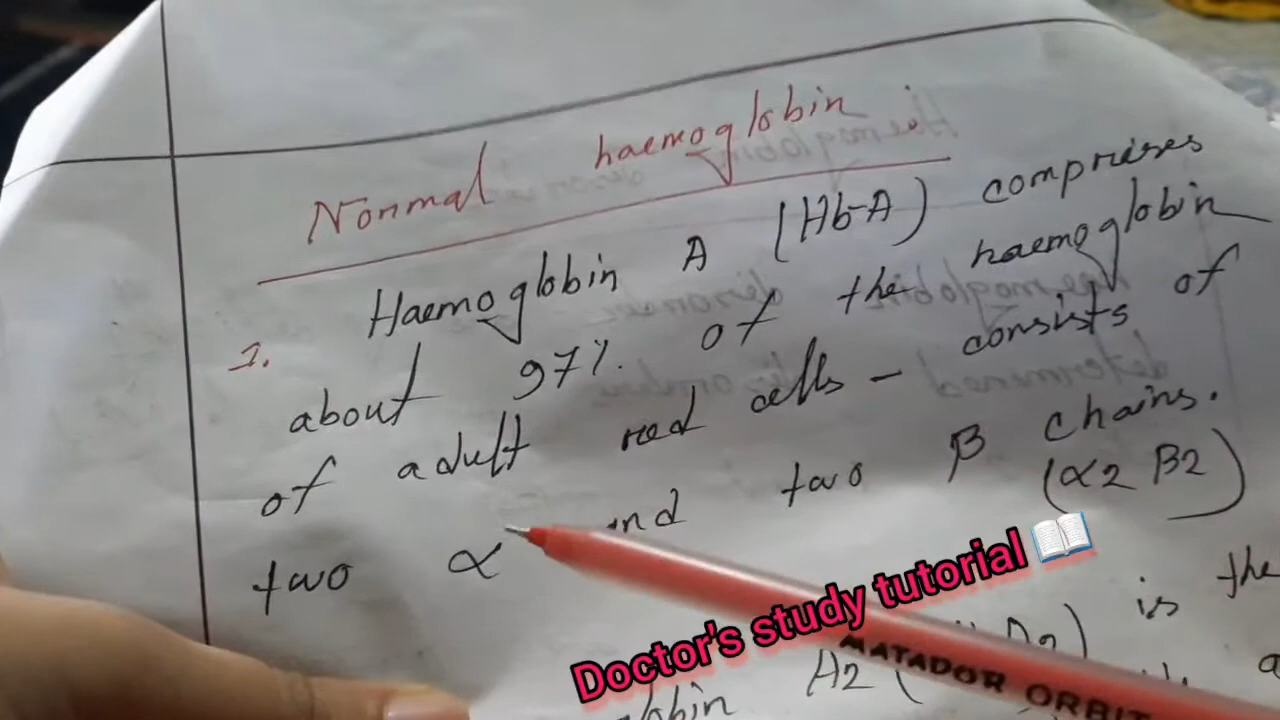 Normal haemoglobin
1. Haemoglobin A (Hb-A) comprises
about 97% of the haemoglobin
of adult red cells - consists of
two α and two β chains.
(α2 β2)
is the
A2 (
Doctor's study tutorial 📖
MATADOR ORBIT